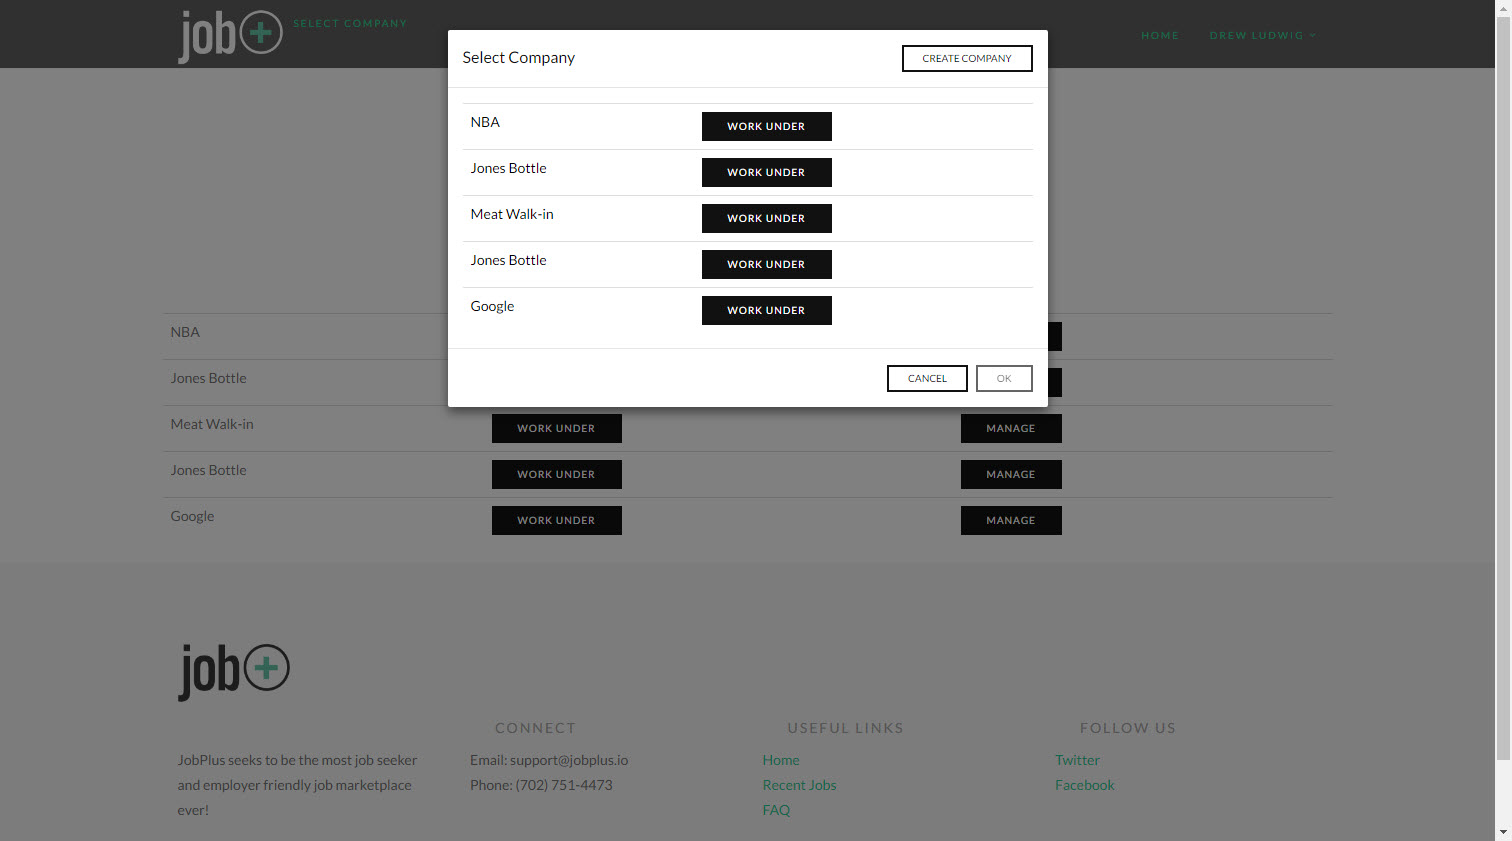 job+
SELECT COMPANY
HOME
DREW LUDWIG
Select Company
CREATE COMPANY
NBA
WORK UNDER
Jones Bottle
WORK UNDER
Meat Walk-in
WORK UNDER
Jones Bottle
WORK UNDER
Google
WORK UNDER
CANCEL
OK
NBA
Jones Bottle
Meat Walk-in
WORK UNDER
MANAGE
Jones Bottle
WORK UNDER
MANAGE
Google
WORK UNDER
MANAGE
job+
JobPlus seeks to be the most job seeker
and employer friendly job marketplace
ever!
CONNECT
Email: support@jobplus.io
Phone: (702) 751-4473
USEFUL LINKS
Home
Recent Jobs
FAQ
FOLLOW US
Twitter
Facebook